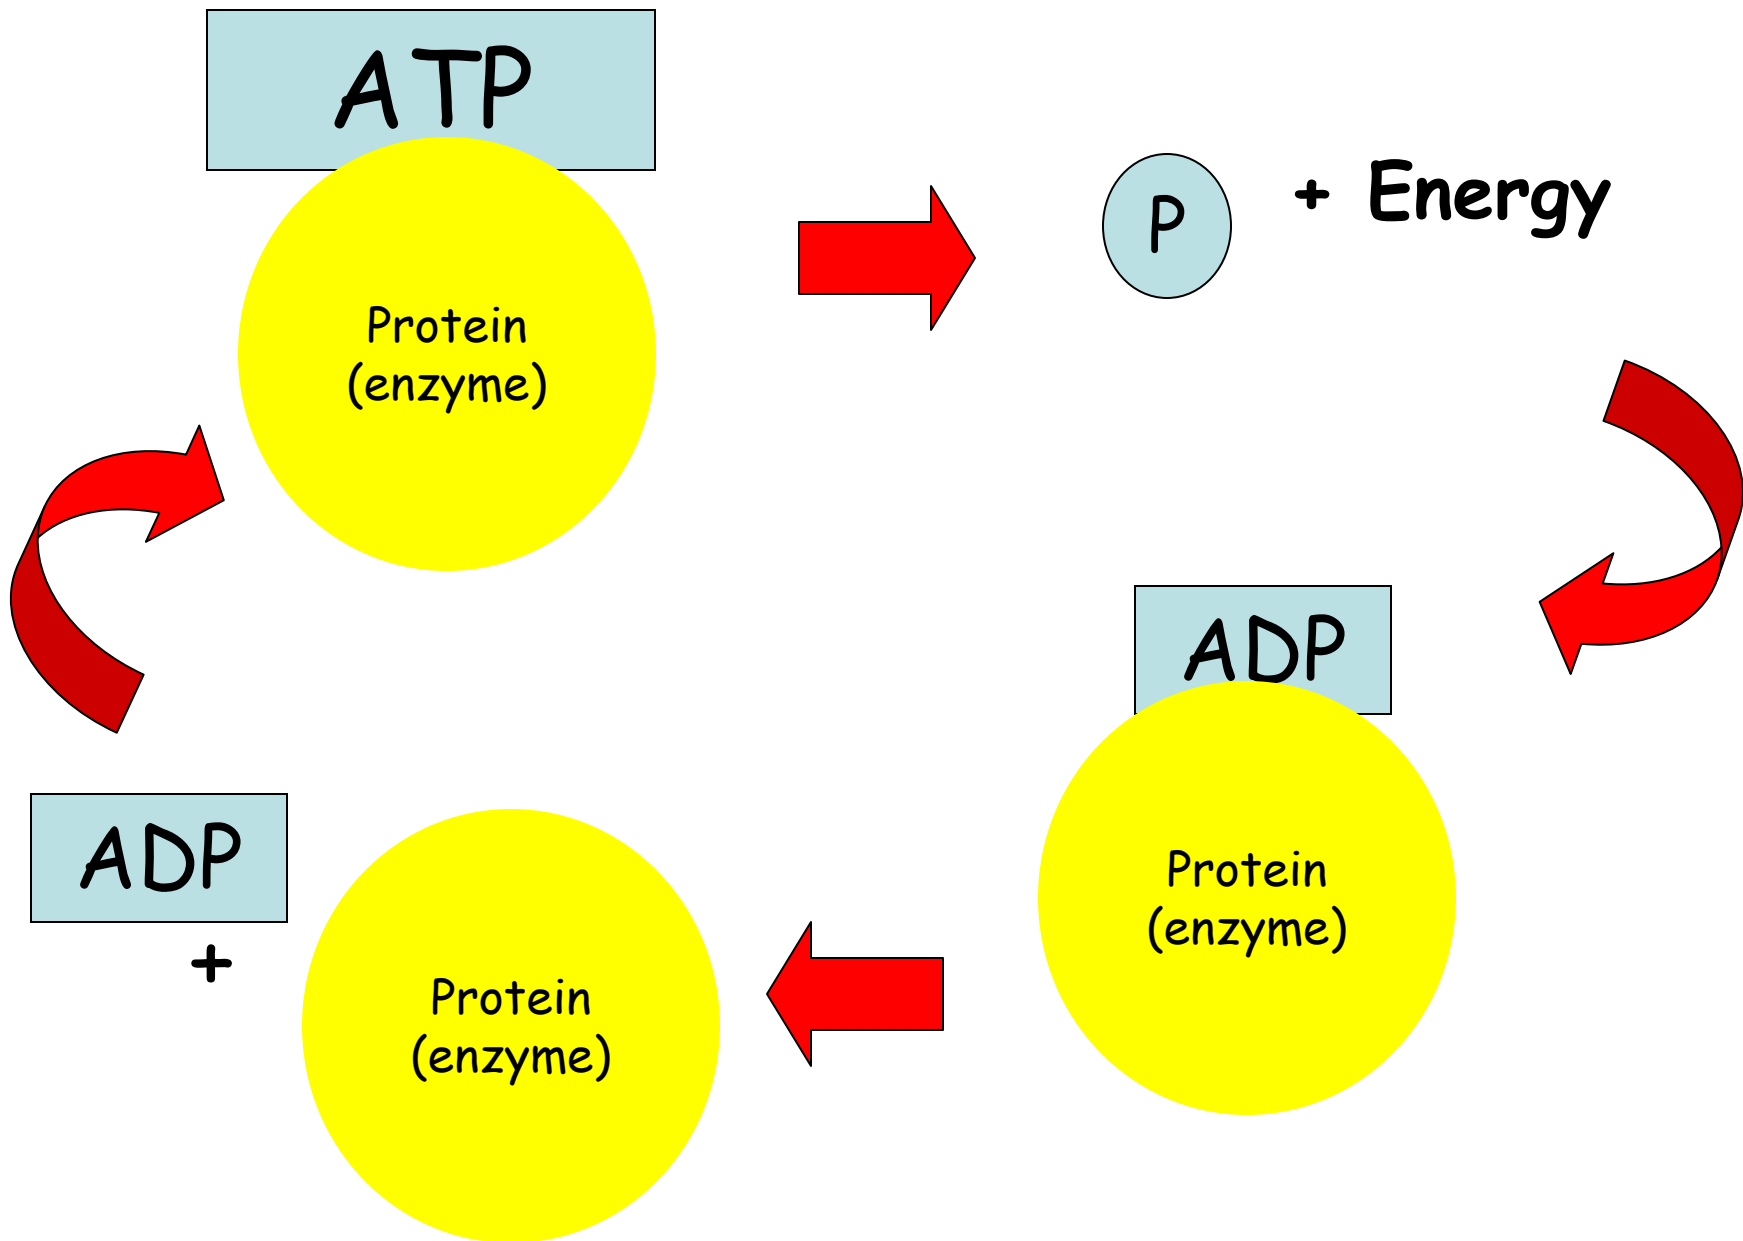 ATP
Protein
(enzyme)
P
+ Energy
ADP
Protein
(enzyme)
ADP
+
Protein
(enzyme)